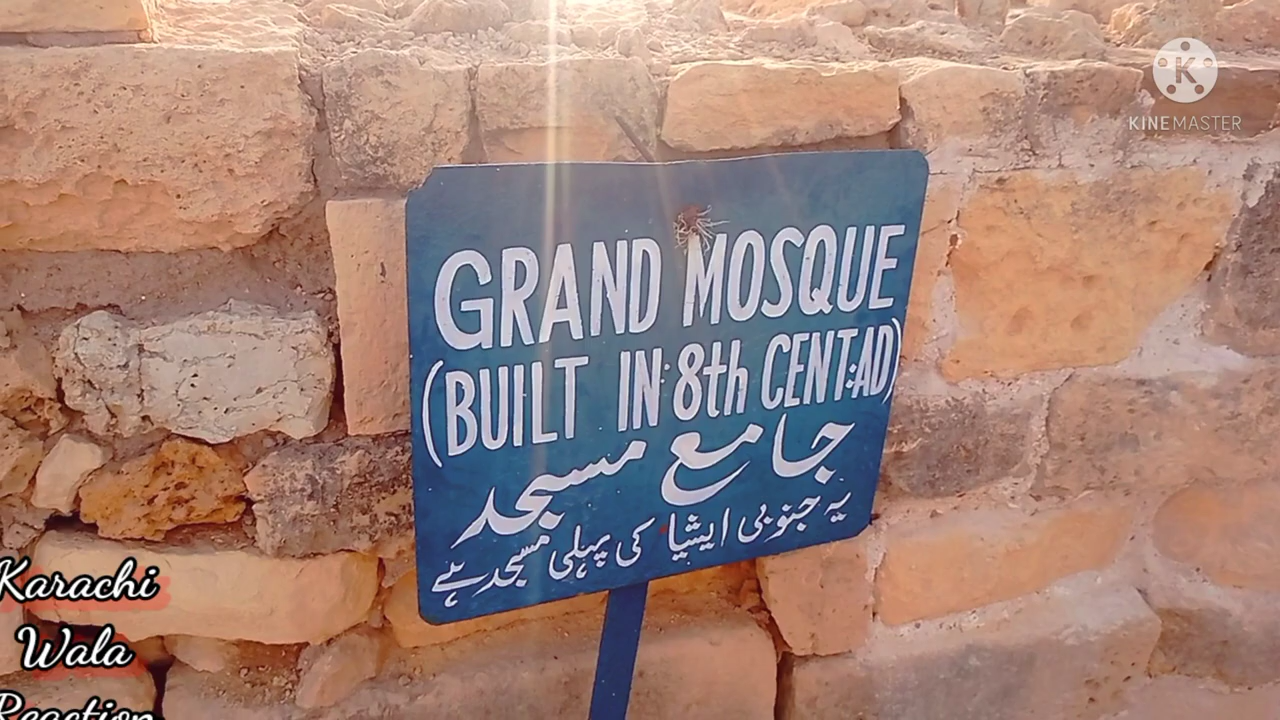 KINEMASTER
GRAND MOSQUE
(BUILT IN 8th CENT:AD)
جامع مسجد
یہ جنوبی ایشیا کی پہلی مسجد ہے
Karachi
Wala
Reaction